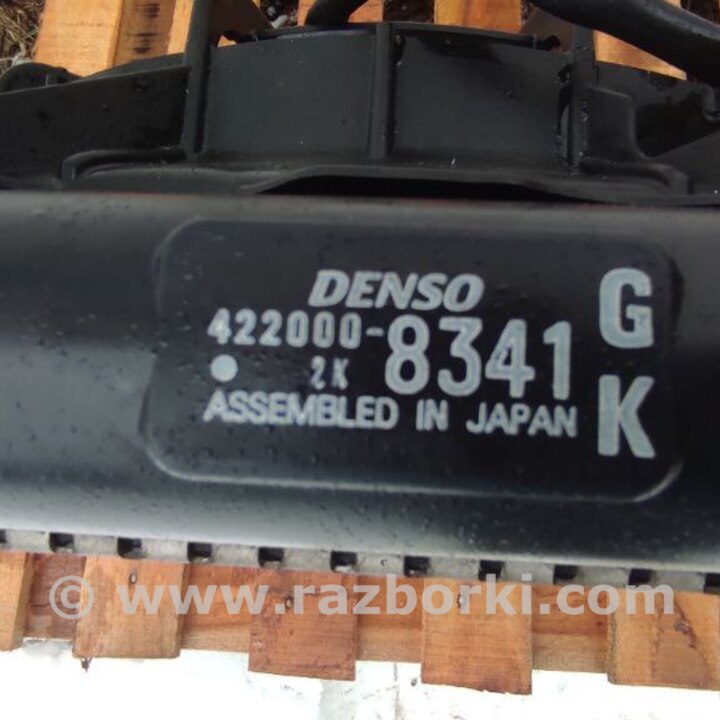 DENSO
422000-8341 G
2K
ASSEMBLED IN JAPAN K
© www.razborki.com